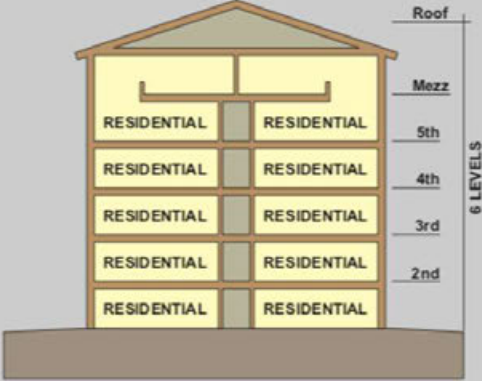 Roof
Mezz
RESIDENTIAL RESIDENTIAL
5th
RESIDENTIAL RESIDENTIAL
4th
RESIDENTIAL RESIDENTIAL
3rd
RESIDENTIAL RESIDENTIAL
2nd
RESIDENTIAL RESIDENTIAL
6 LEVELS